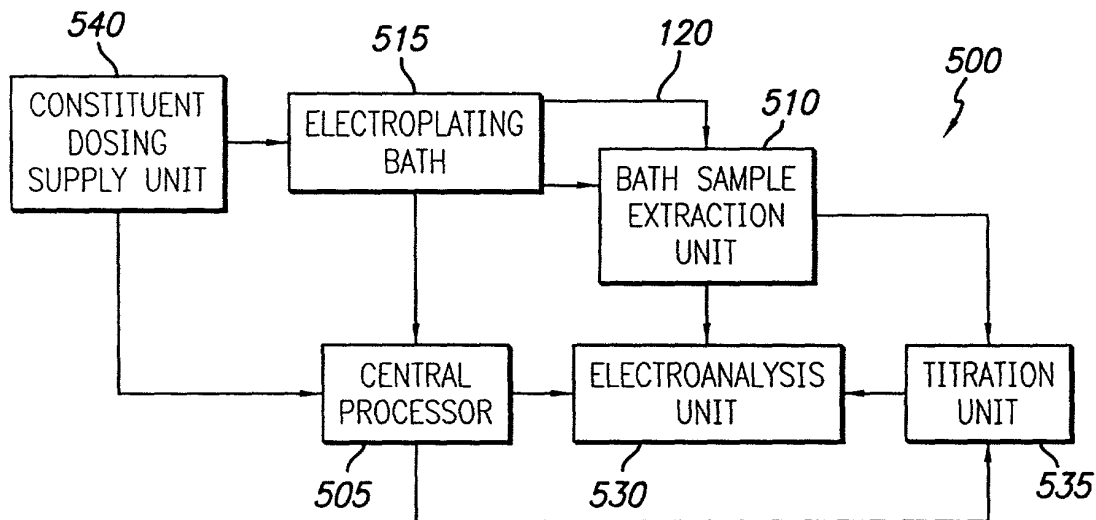 540
515
120
500
510
CONSTITUENT
DOSING
SUPPLY UNIT
ELECTROPLATING
BATH
BATH SAMPLE
EXTRACTION
UNIT
CENTRAL
PROCESSOR
ELECTROANALYSIS
UNIT
TITRATION
UNIT
505
530
535